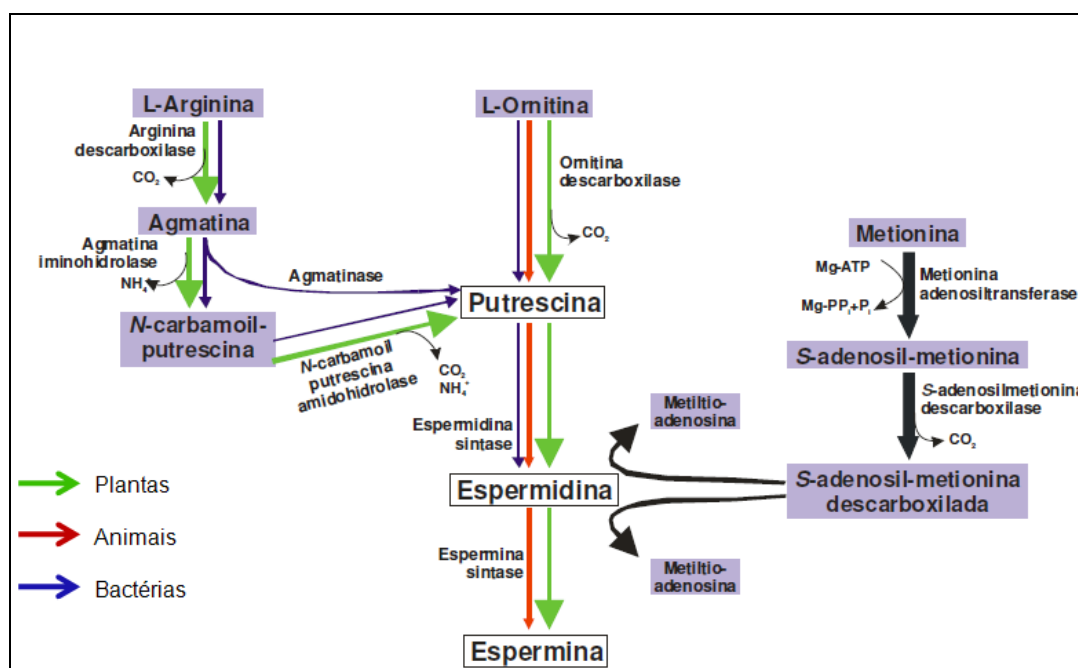 L-Arginina
Arginina
descarboxilase
CO₂
Agmatina
Agmatina
iminohidrolase
NH₄⁺
Agmatinase
N-carbamoil-
putrescina
N-carbamoil
putrescina
amidohidrolase
CO₂
NH₄⁺
L-Ornitina
Ornitina
descarboxilase
CO₂
Putrescina
Espermidina
sintase
Espermidina
Espermina
sintase
Espermina
Metiltio-
adenosina
Metiltio-
adenosina
Metionina
Mg-ATP
Mg-PPᵢ+Pᵢ
Metionina
adenosiltransferase
S-adenosil-metionina
S-adenosilmetionina
descarboxilase
CO₂
S-adenosil-metionina
descarboxilada
Plantas
Animais
Bactérias